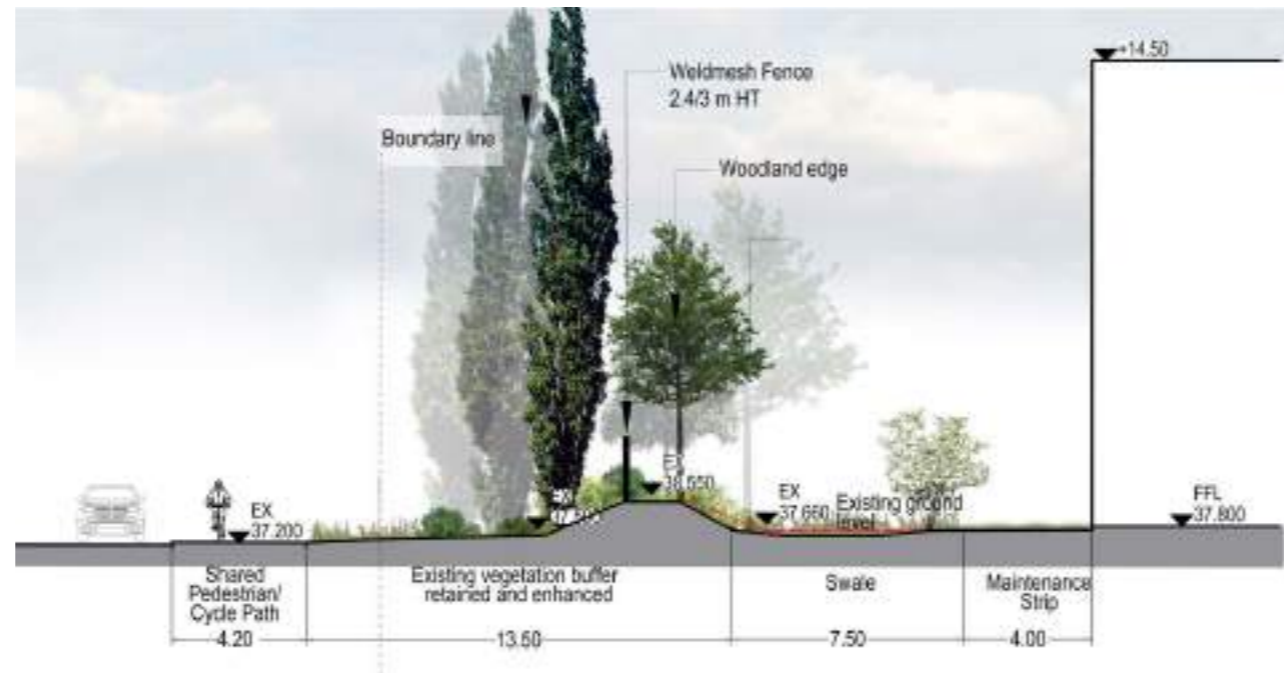 +14.50
Weldmesh Fence
2.4/3 m HT
Boundary line
Woodland edge
EX
38.550
EX
37.200
EX
EX
37.660
Existing ground
level
FFL
37.800
Shared
Pedestrian/
Cycle Path
Existing vegetation buffer
retained and enhanced
Swale
Maintenance
Strip
4.20
13.50
7.50
4.00